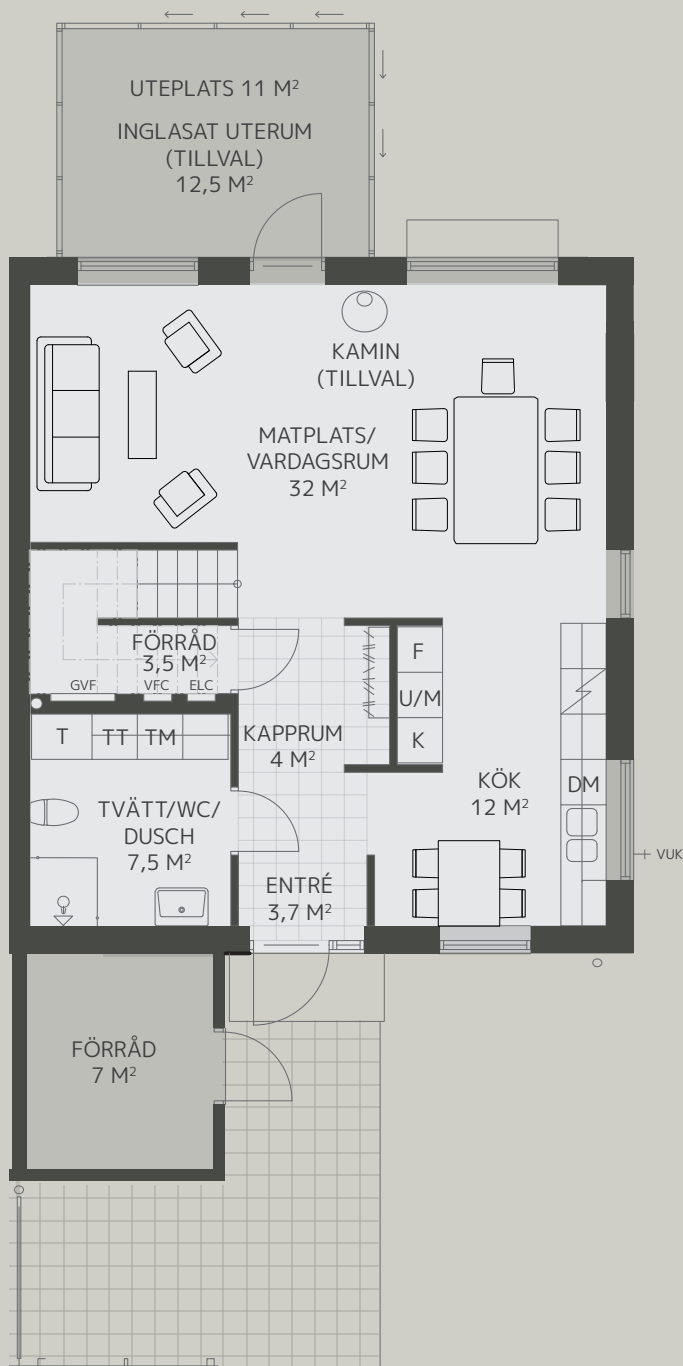 UTEPLATS 11 M²
INGLASAT UTERUM
(TILLVAL)
12,5 M²
KAMIN
(TILLVAL)
MATPLATS/
VARDAGSRUM
32 M²
FÖRRÅD
3,5 M²
GVF
VFC
ELC
F
U/M
K
T
TT
TM
KAPPRUM
4 M²
KÖK
12 M²
DM
TVÄTT/WC/
DUSCH
7,5 M²
VUK
ENTRÉ
3,7 M²
FÖRRÅD
7 M²